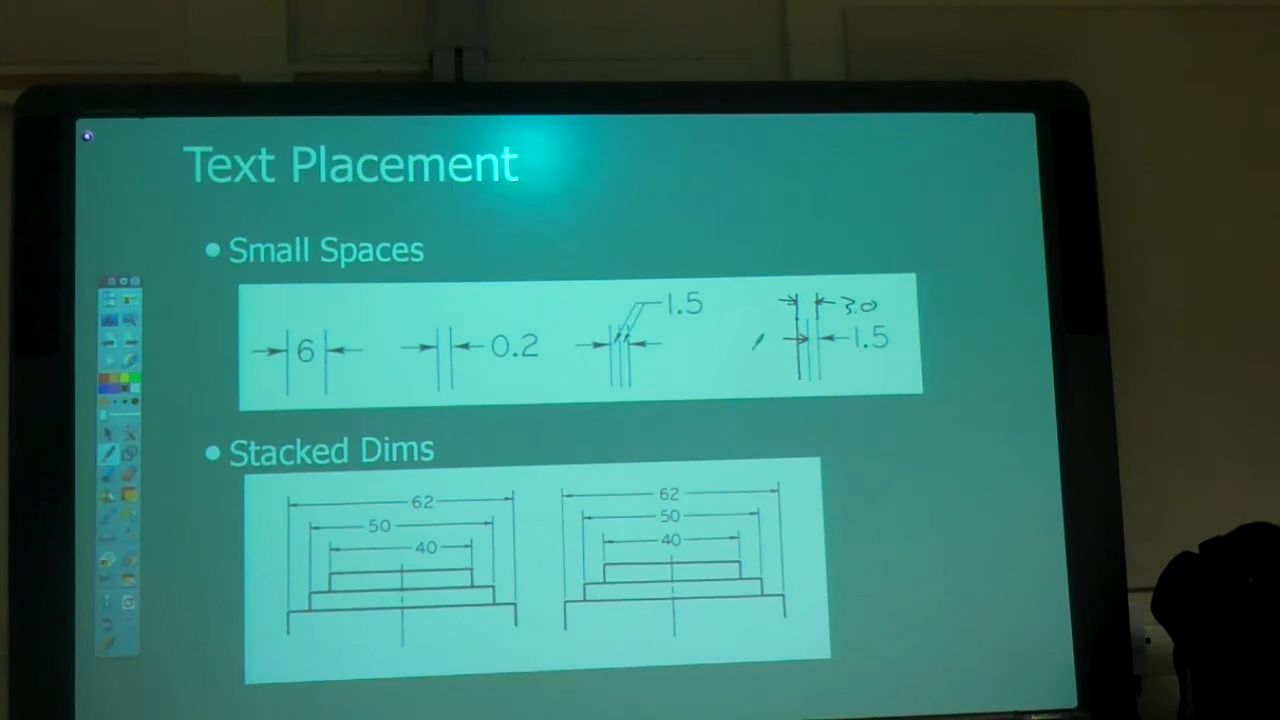 Text Placement
• Small Spaces
6 0.2 1.5 3.0 1.5
• Stacked Dims
62 62
50 50
40 40